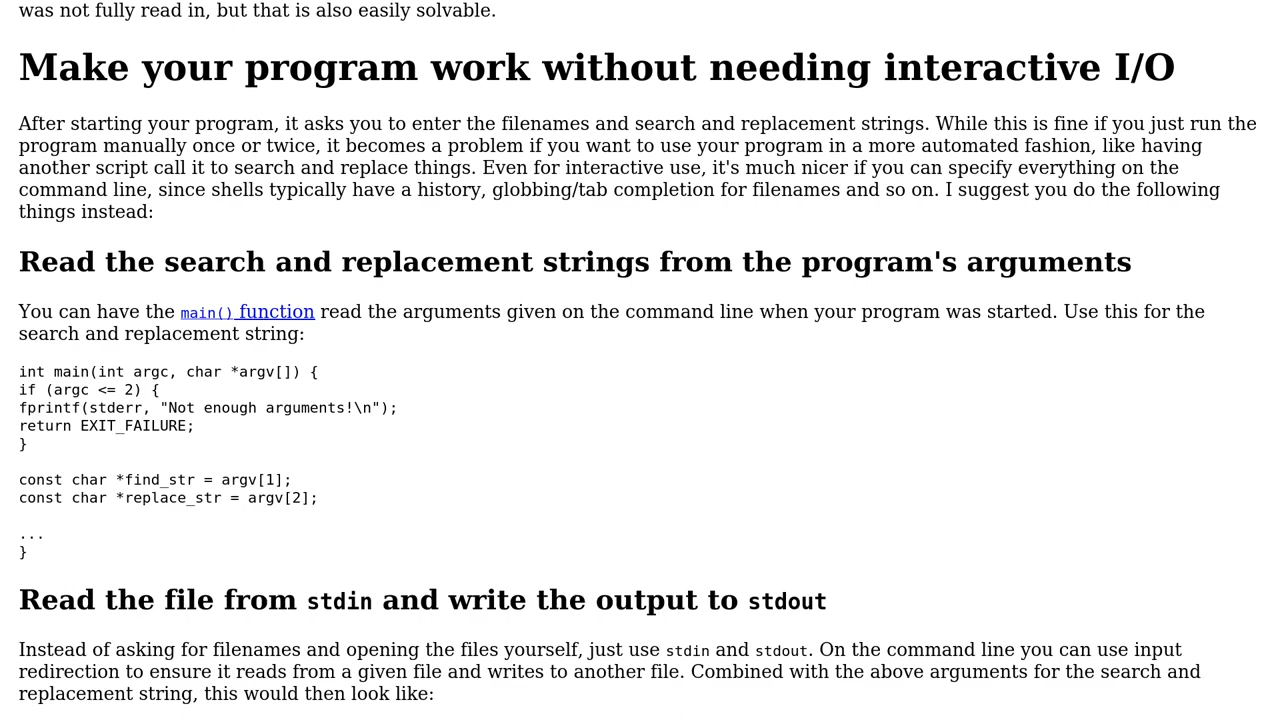 was not fully read in, but that is also easily solvable.
Make your program work without needing interactive I/O
After starting your program, it asks you to enter the filenames and search and replacement strings. While this is fine if you just run the
program manually once or twice, it becomes a problem if you want to use your program in a more automated fashion, like having
another script call it to search and replace things. Even for interactive use, it's much nicer if you can specify everything on the
command line, since shells typically have a history, globbing/tab completion for filenames and so on. I suggest you do the following
things instead:
Read the search and replacement strings from the program's arguments
You can have the main() function read the arguments given on the command line when your program was started. Use this for the
search and replacement string:
int main(int argc, char *argv[]) {
if (argc <= 2) {
fprintf(stderr, "Not enough arguments!\n");
return EXIT_FAILURE;
}
const char *find_str = argv[1];
const char *replace_str = argv[2];
...
}
Read the file from stdin and write the output to stdout
Instead of asking for filenames and opening the files yourself, just use stdin and stdout. On the command line you can use input
redirection to ensure it reads from a given file and writes to another file. Combined with the above arguments for the search and
replacement string, this would then look like: